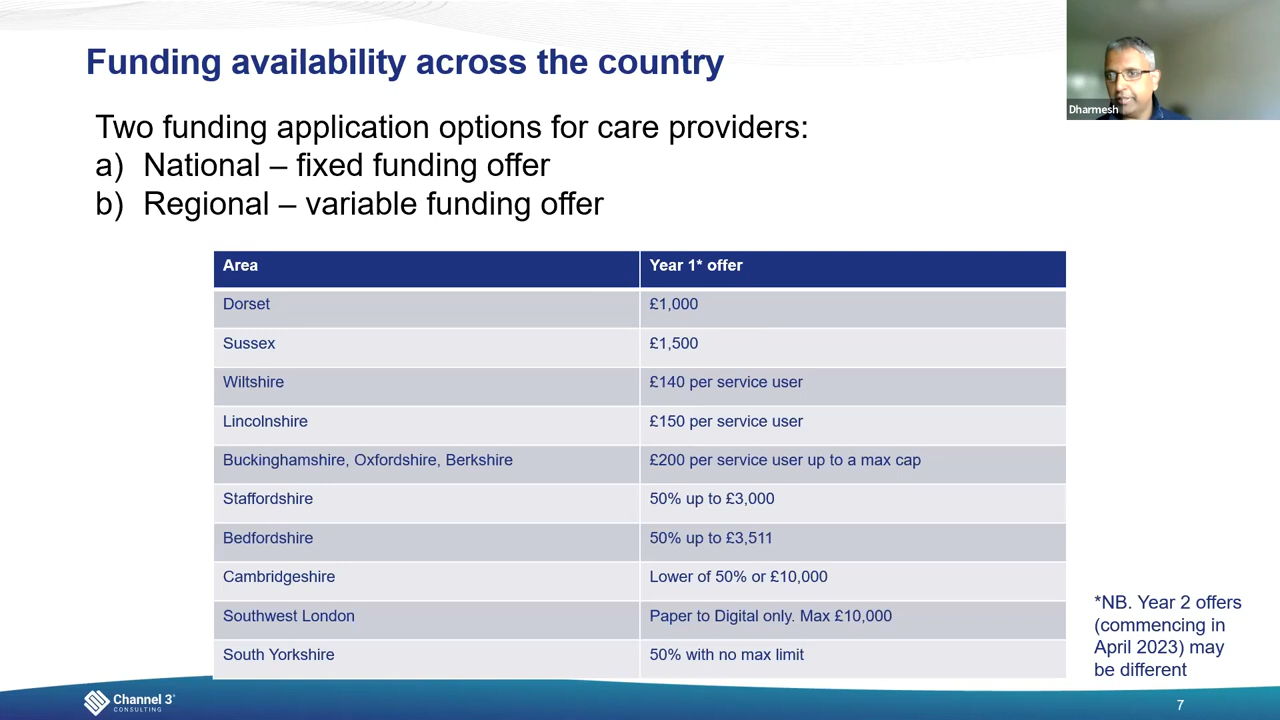 Funding availability across the country
Dharmesh
Two funding application options for care providers:
a) National – fixed funding offer
b) Regional – variable funding offer
Area Year 1* offer
Dorset £1,000
Sussex £1,500
Wiltshire £140 per service user
Lincolnshire £150 per service user
Buckinghamshire, Oxfordshire, Berkshire £200 per service user up to a max cap
Staffordshire 50% up to £3,000
Bedfordshire 50% up to £3,511
Cambridgeshire Lower of 50% or £10,000
Southwest London Paper to Digital only. Max £10,000
South Yorkshire 50% with no max limit
*NB. Year 2 offers
(commencing in
April 2023) may
be different
Channel 3
CONSULTING
7